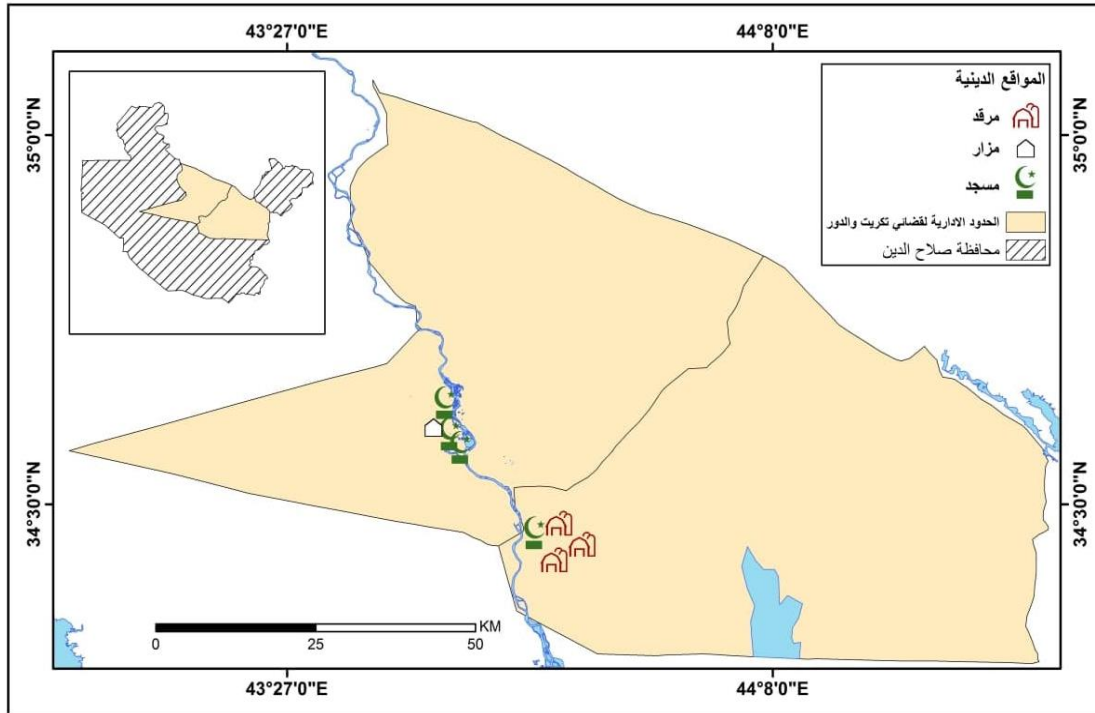 43°27'0"E
44°8'0"E
35°0'0"N
35°0'0"N
المواقع الدينية
مرقد
مزار
مسجد
الحدود الادارية لقضائي تكريت والدور
محافظة صلاح الدين
34°30'0"N
34°30'0"N
KM
0 25 50
43°27'0"E
44°8'0"E